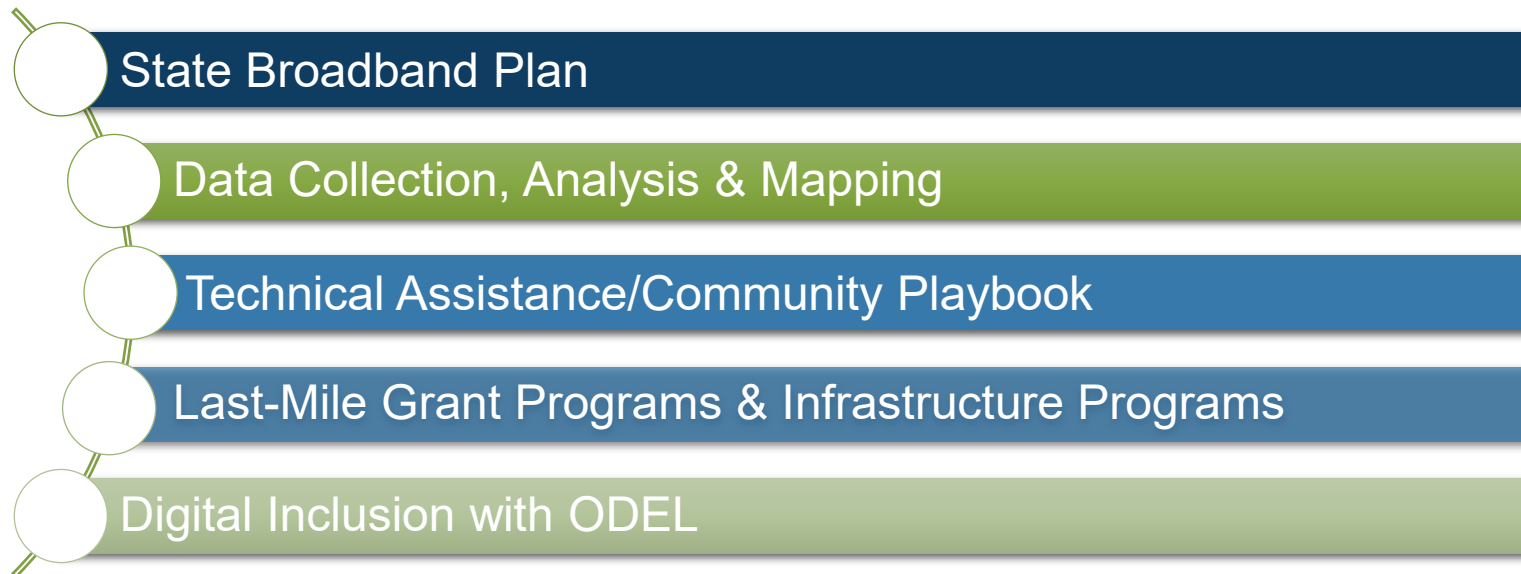 State Broadband Plan
Data Collection, Analysis & Mapping
Technical Assistance/Community Playbook
Last-Mile Grant Programs & Infrastructure Programs
Digital Inclusion with ODEL